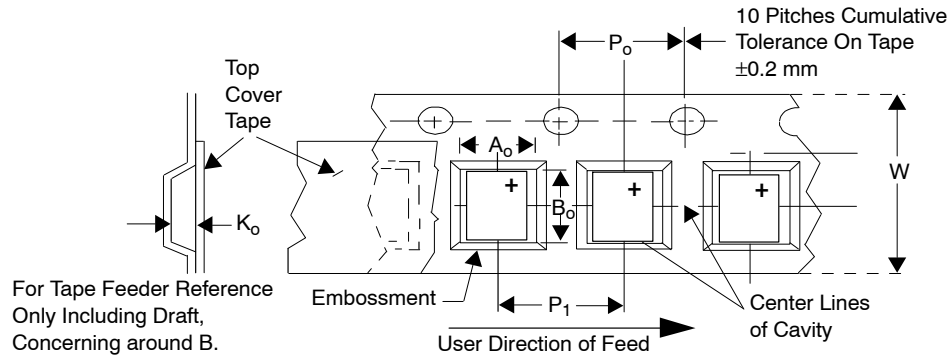 10 Pitches Cumulative
Tolerance On Tape
±0.2 mm
Po
Top
Cover
Tape
Ao
W
+
+
+
Bo
Ko
For Tape Feeder Reference
Only Including Draft,
Concerning around B.
Embossment
P1
Center Lines
of Cavity
User Direction of Feed